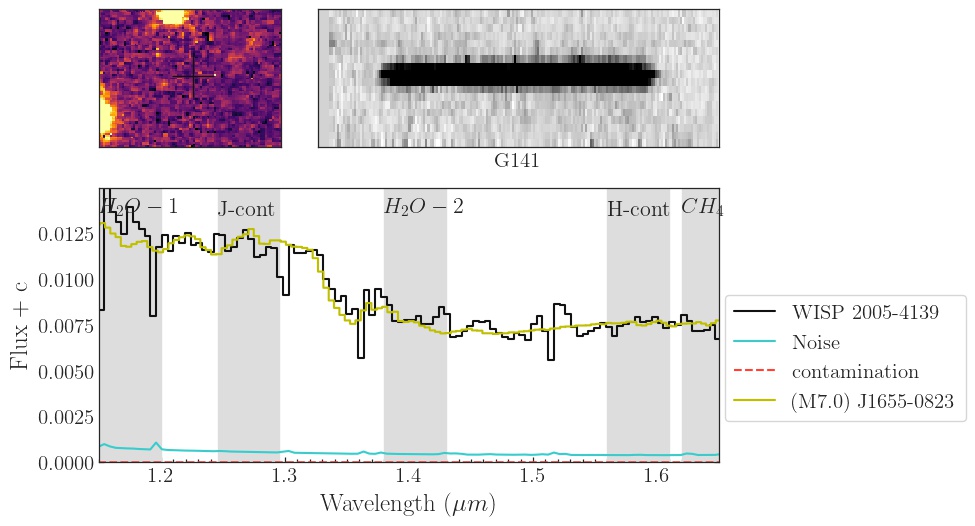 G141
H₂O − 1
J-cont
H₂O − 2
H-cont
CH₄
0.0125
0.0100
0.0075
0.0050
0.0025
0.0000
Flux + c
1.2
1.3
1.4
1.5
1.6
Wavelength (μm)
WISP 2005-4139
Noise
contamination
(M7.0) J1655-0823